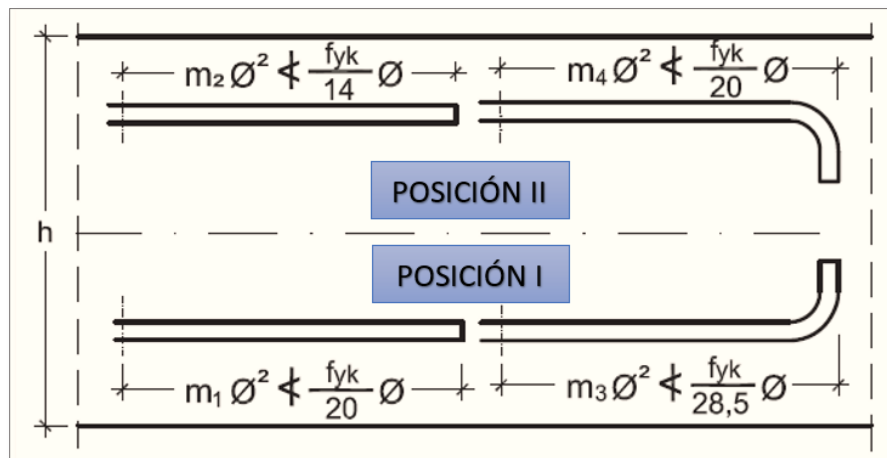 m₂ Ø² ≮ fyk/14 Ø
m₄ Ø² ≮ fyk/20 Ø
POSICIÓN II
h
POSICIÓN I
m₁ Ø² ≮ fyk/20 Ø
m₃ Ø² ≮ fyk/28,5 Ø